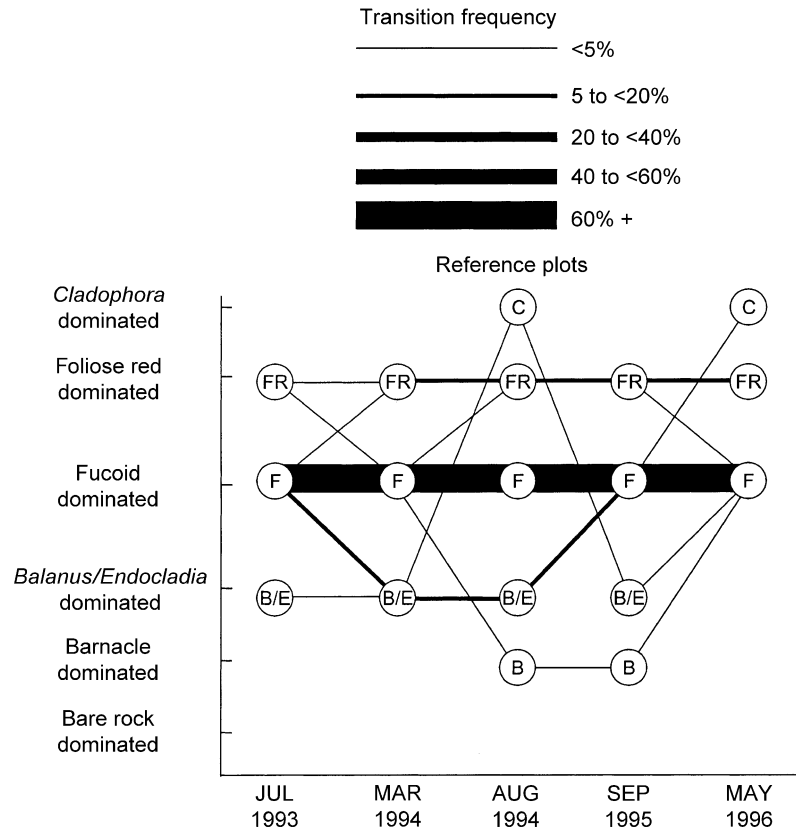 Transition frequency
<5%
5 to <20%
20 to <40%
40 to <60%
60% +
Reference plots
Cladophora
dominated
Foliose red
dominated
Fucoid
dominated
Balanus/Endocladia
dominated
Barnacle
dominated
Bare rock
dominated
C
C
FR
FR
FR
FR
FR
F
F
F
F
F
B/E
B/E
B/E
B/E
B
B
JUL
1993
MAR
1994
AUG
1994
SEP
1995
MAY
1996